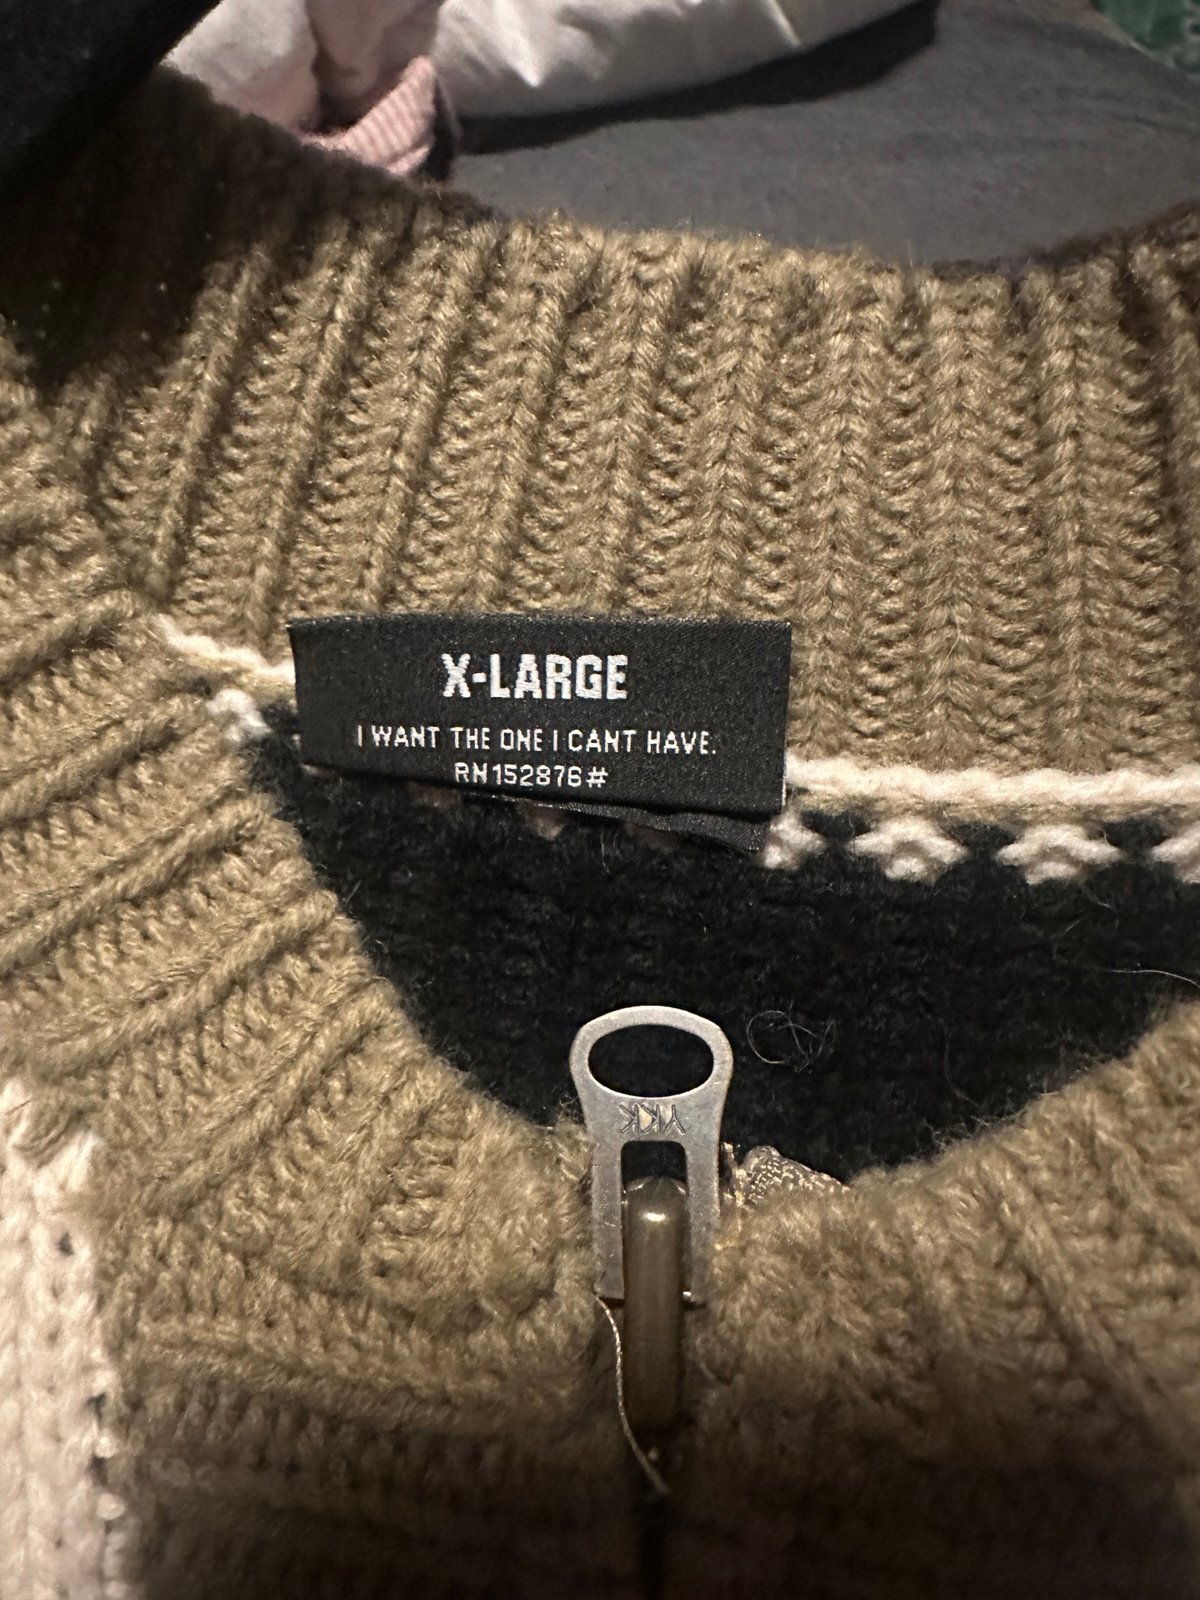 X-LARGE
I WANT THE ONE I CANT HAVE.
RN152876#
YKK